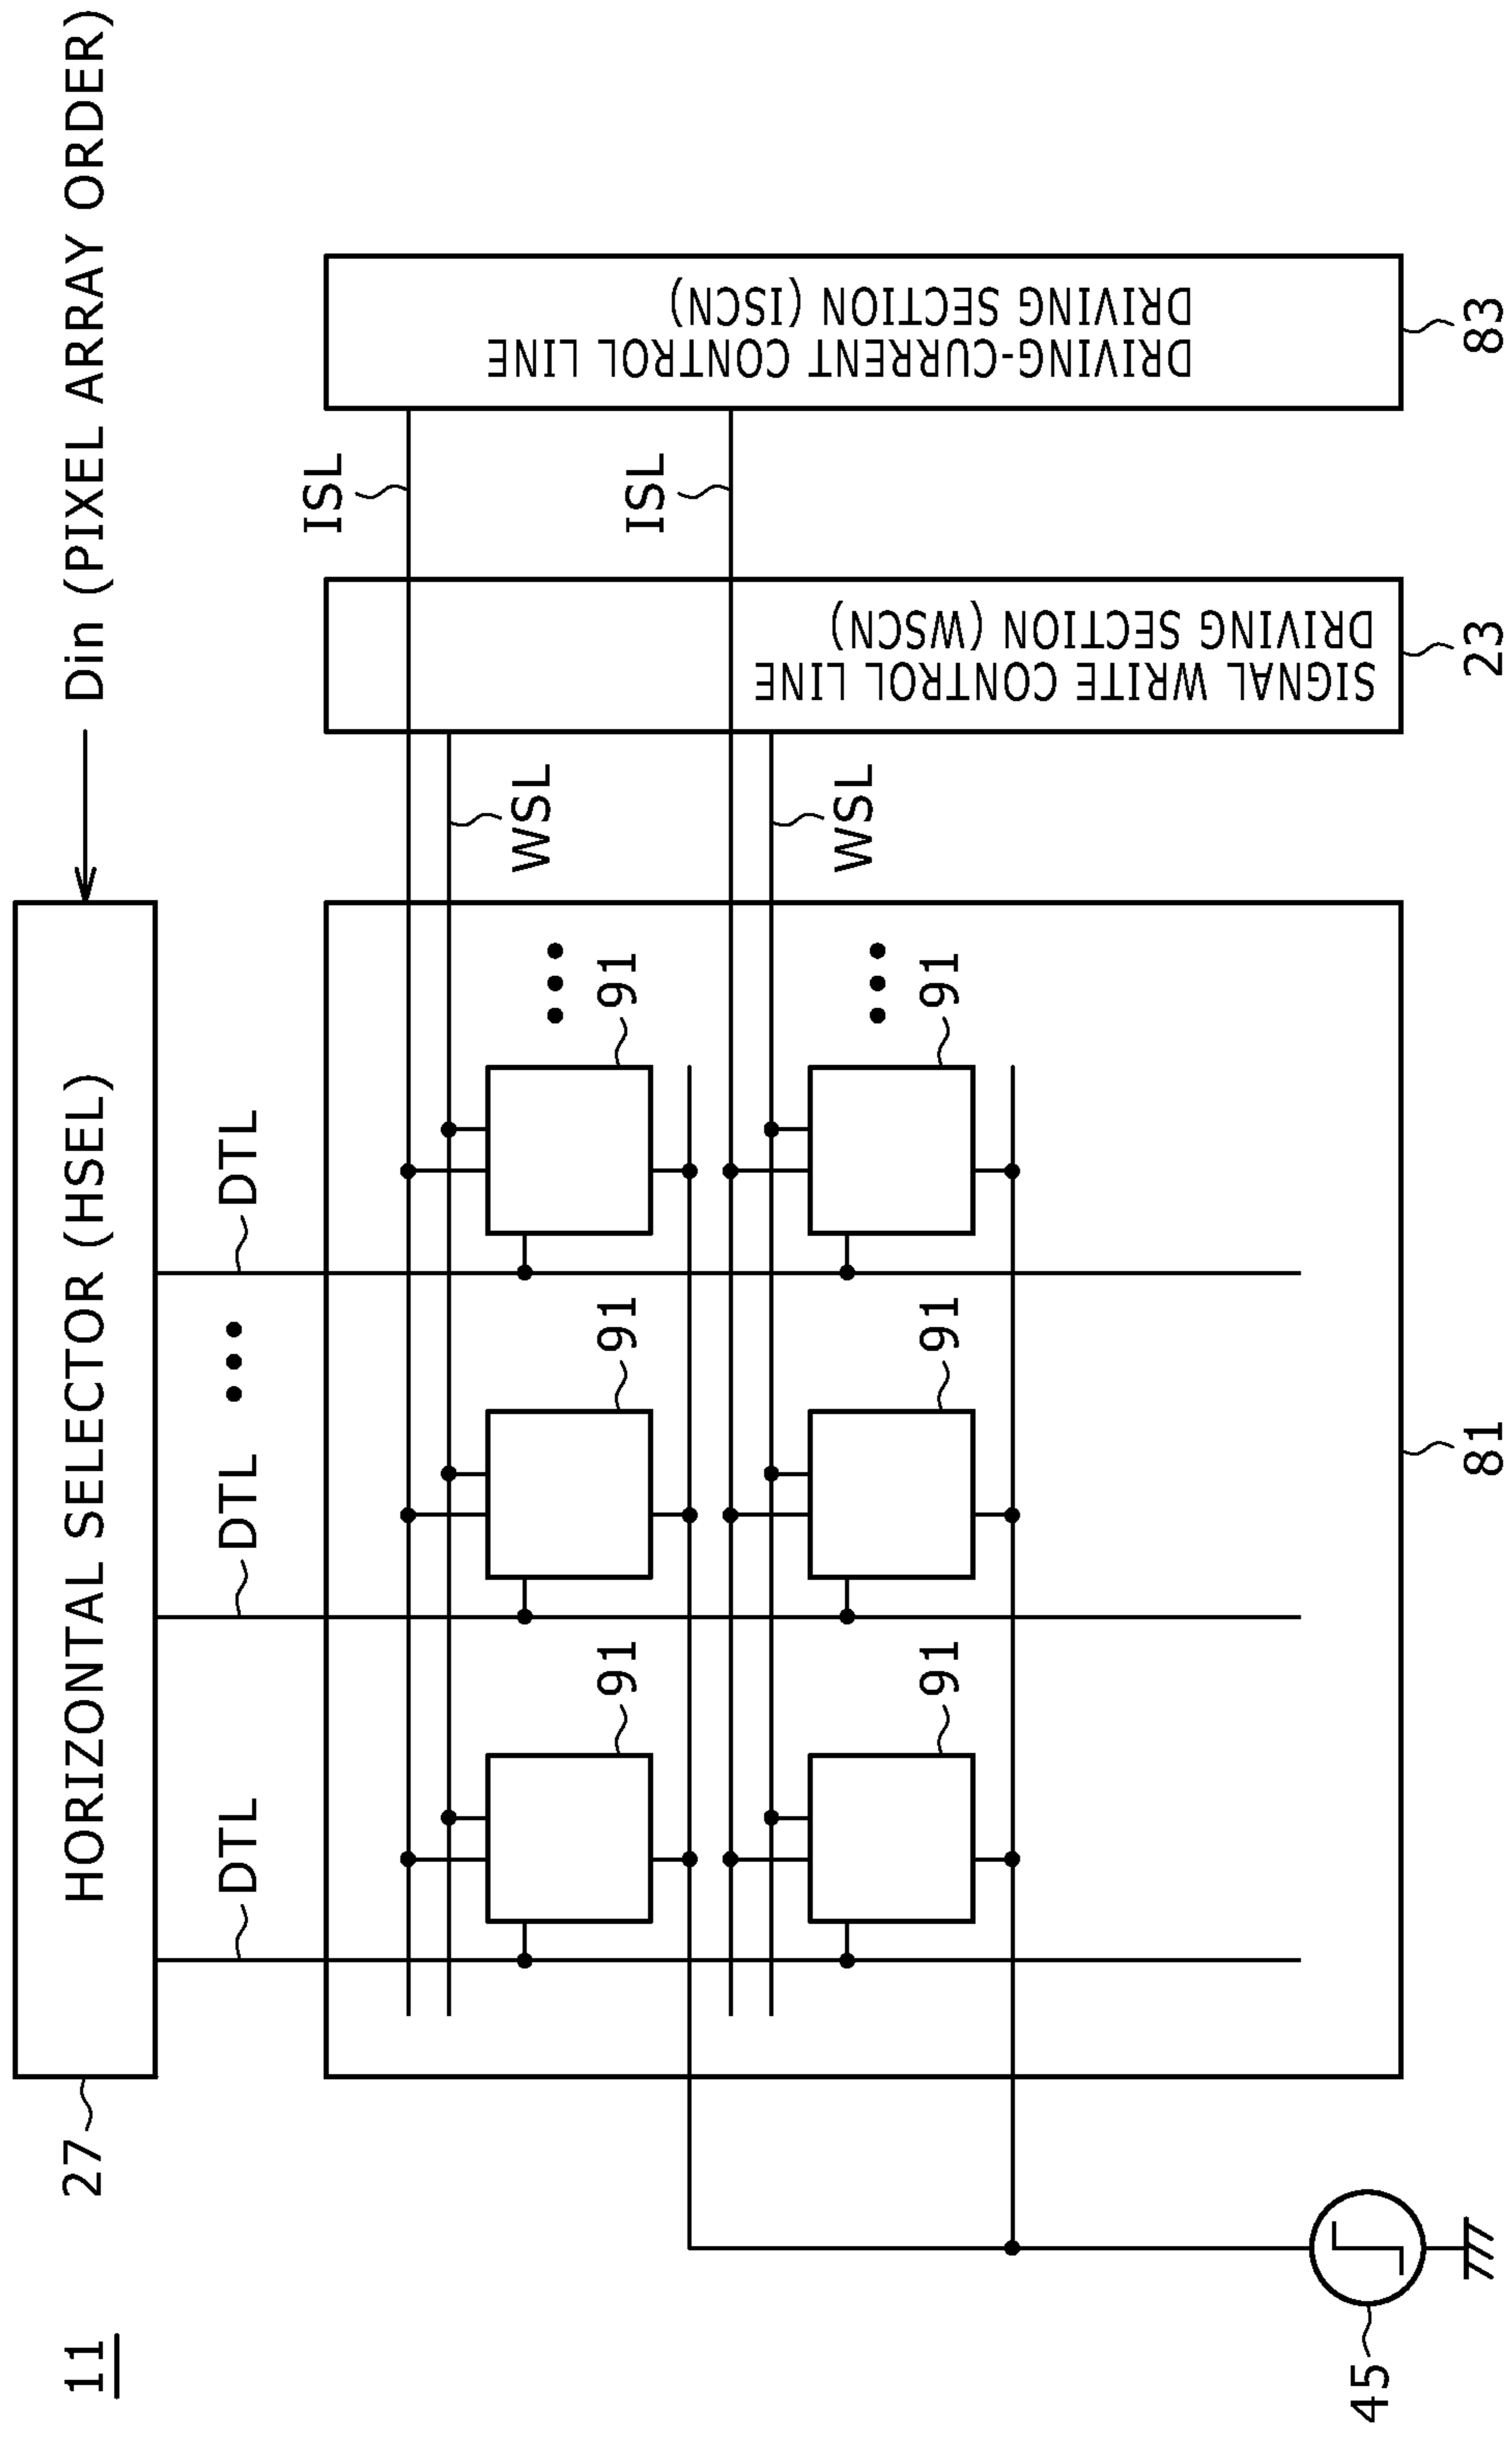 11
27
HORIZONTAL SELECTOR (HSEL)
Din (PIXEL ARRAY ORDER)
DTL
DTL
DTL
ISL
WSL
91
91
91
ISL
WSL
91
91
91
SIGNAL WRITE CONTROL LINE
DRIVING SECTION (WSCN)
DRIVING-CURRENT CONTROL LINE
DRIVING SECTION (ISCN)
45
81
23
83